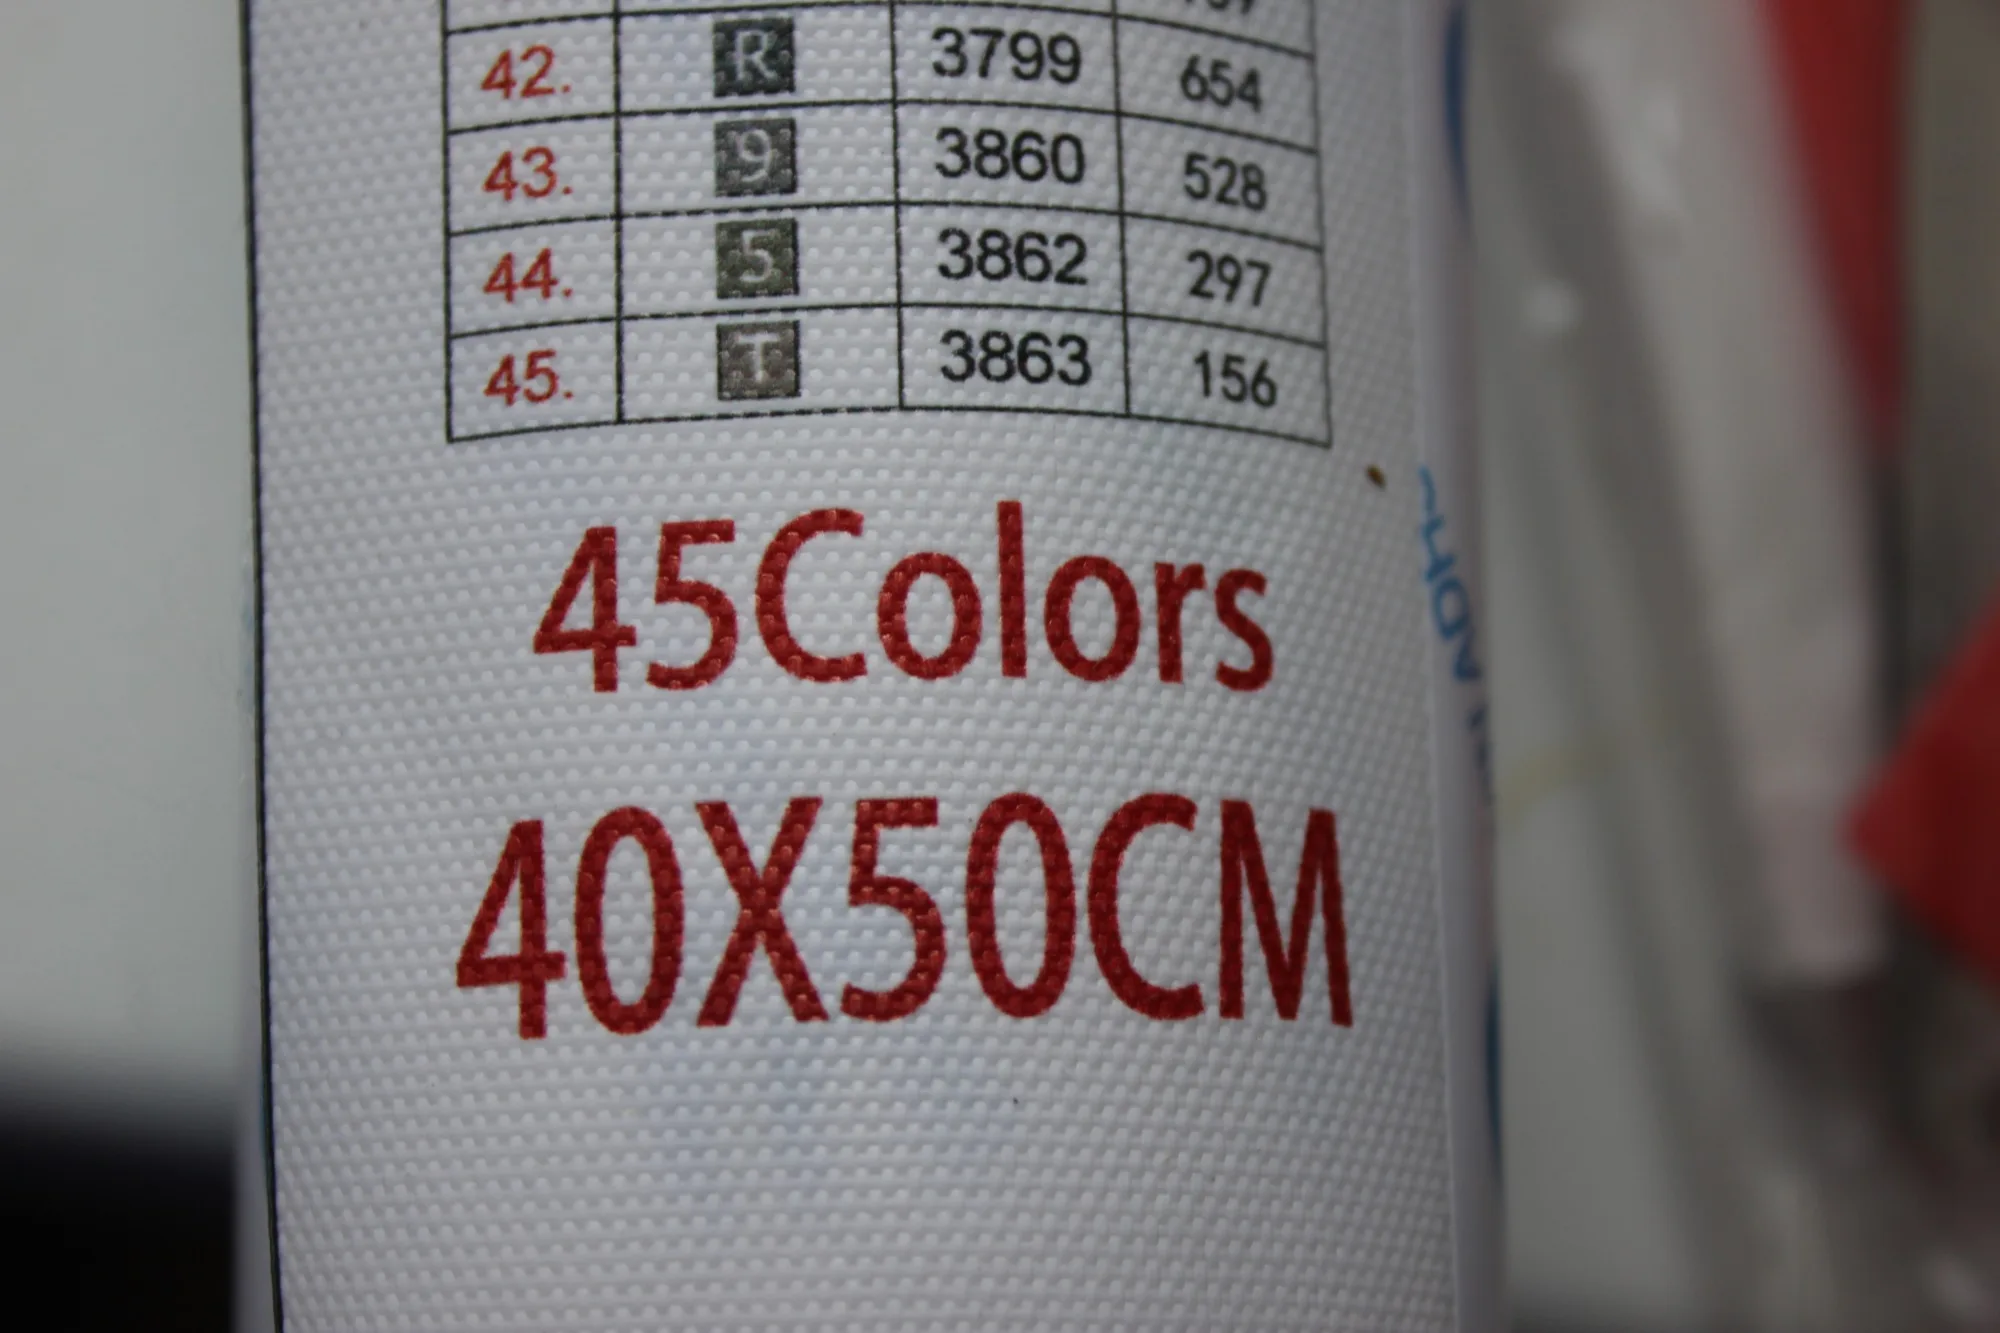 42. R 3799 654
43. 9 3860 528
44. 5 3862 297
45. T 3863 156
45Colors
40X50CM